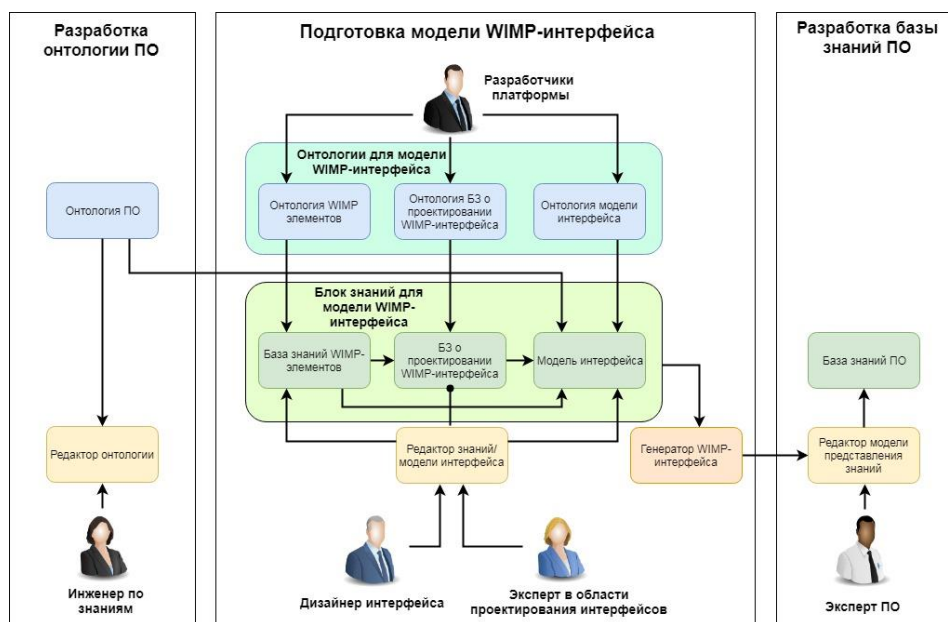 Разработка
онтологии ПО
Подготовка модели WIMP-интерфейса
Разработка базы
знаний ПО
Разработчики
платформы
Онтологии для модели
WIMP-интерфейса
Онтология ПО
Онтология WIMP
элементов
Онтология БЗ о
проектировании
WIMP-интерфейса
Онтология модели
интерфейса
Блок знаний для
модели WIMP-
интерфейса
База знаний WIMP-
элементов
БЗ о
проектировании
WIMP-интерфейса
Модель интерфейса
База знаний ПО
Редактор онтологии
Редактор знаний/
модели интерфейса
Генератор WIMP-
интерфейса
Редактор модели
представления
знаний
Инженер по
знаниям
Дизайнер интерфейса
Эксперт в области
проектирования интерфейсов
Эксперт ПО